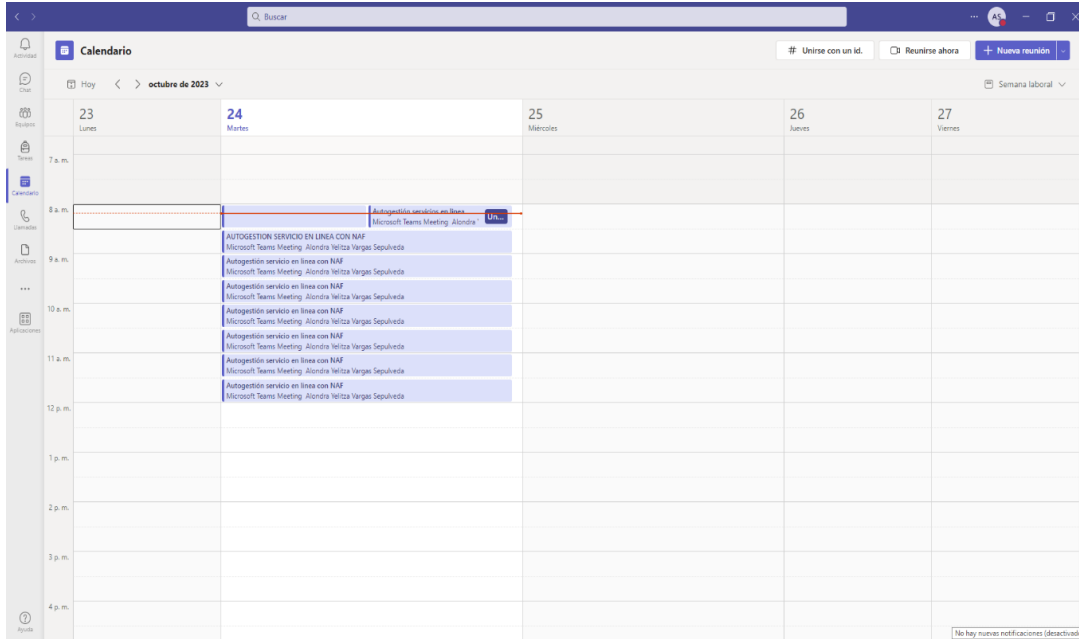 Buscar
AS
Actividad
Chat
Equipos
Tareas
Calendario
Llamadas
Archivos
Aplicaciones
Ayuda
Calendario
# Unirse con un id.
Reunirse ahora
+ Nueva reunión
Hoy
octubre de 2023
Semana laboral
23
Lunes
24
Martes
25
Miércoles
26
Jueves
27
Viernes
7 a. m.
8 a. m.
Autogestión servicios en linea
Microsoft Teams Meeting Alondra
Un...
AUTOGESTION SERVICIO EN LINEA CON NAF
Microsoft Teams Meeting Alondra Yelitza Vargas Sepulveda
9 a. m.
Autogestión servicio en linea con NAF
Microsoft Teams Meeting Alondra Yelitza Vargas Sepulveda
Autogestión servicio en linea con NAF
Microsoft Teams Meeting Alondra Yelitza Vargas Sepulveda
10 a. m.
Autogestión servicio en linea con NAF
Microsoft Teams Meeting Alondra Yelitza Vargas Sepulveda
Autogestión servicio en linea con NAF
Microsoft Teams Meeting Alondra Yelitza Vargas Sepulveda
11 a. m.
Autogestión servicio en linea con NAF
Microsoft Teams Meeting Alondra Yelitza Vargas Sepulveda
Autogestión servicio en linea con NAF
Microsoft Teams Meeting Alondra Yelitza Vargas Sepulveda
12 p. m.
1 p. m.
2 p. m.
3 p. m.
4 p. m.
No hay nuevas notificaciones (desactivad